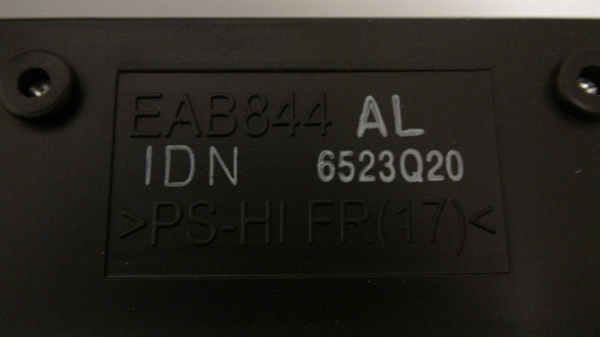 EAB844 AL
IDN 6523Q20
>PS-HI FR(17)<